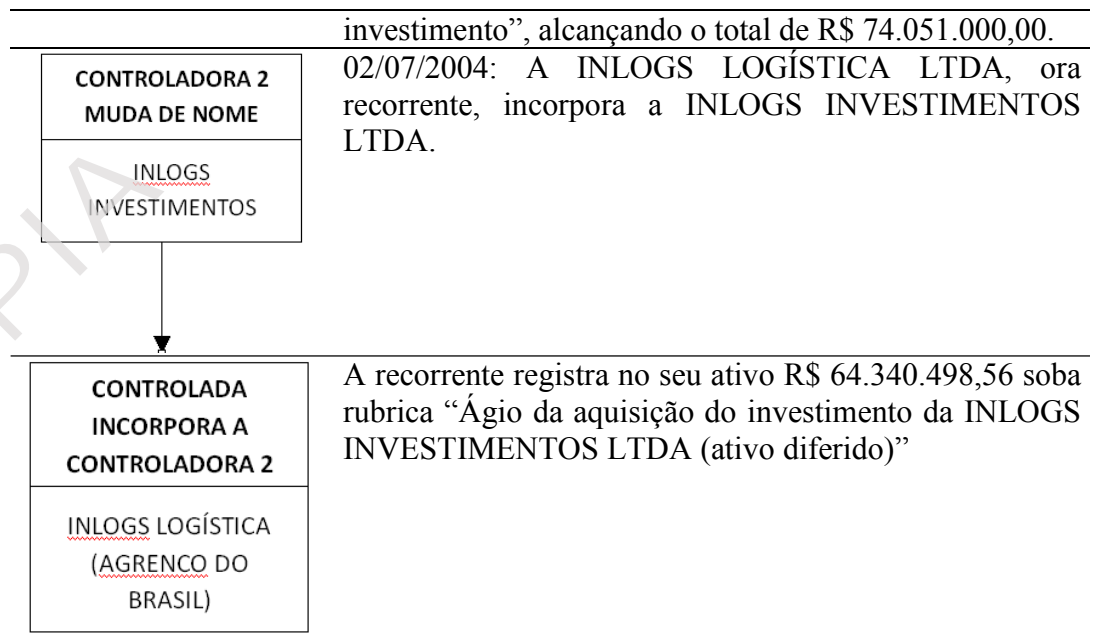 investimento”, alcançando o total de R$ 74.051.000,00.
CONTROLADORA 2
MUDA DE NOME
INLOGS
INVESTIMENTOS
02/07/2004: A INLOGS LOGÍSTICA LTDA, ora
recorrente, incorpora a INLOGS INVESTIMENTOS
LTDA.
PIA
CONTROLADA
INCORPORA A
CONTROLADORA 2
INLOGS LOGÍSTICA
(AGRENCO DO
BRASIL)
A recorrente registra no seu ativo R$ 64.340.498,56 soba
rubrica “Ágio da aquisição do investimento da INLOGS
INVESTIMENTOS LTDA (ativo diferido)”